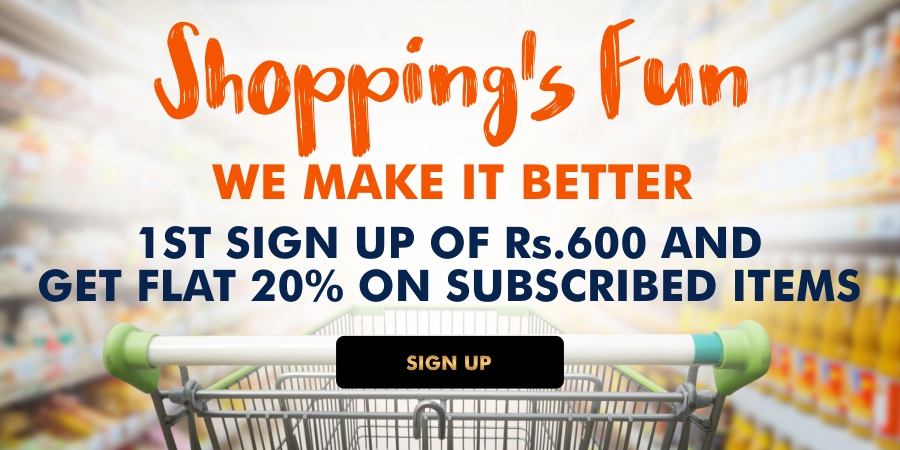 Shopping's Fun
WE MAKE IT BETTER
1ST SIGN UP OF Rs.600 AND
GET FLAT 20% ON SUBSCRIBED ITEMS
SIGN UP